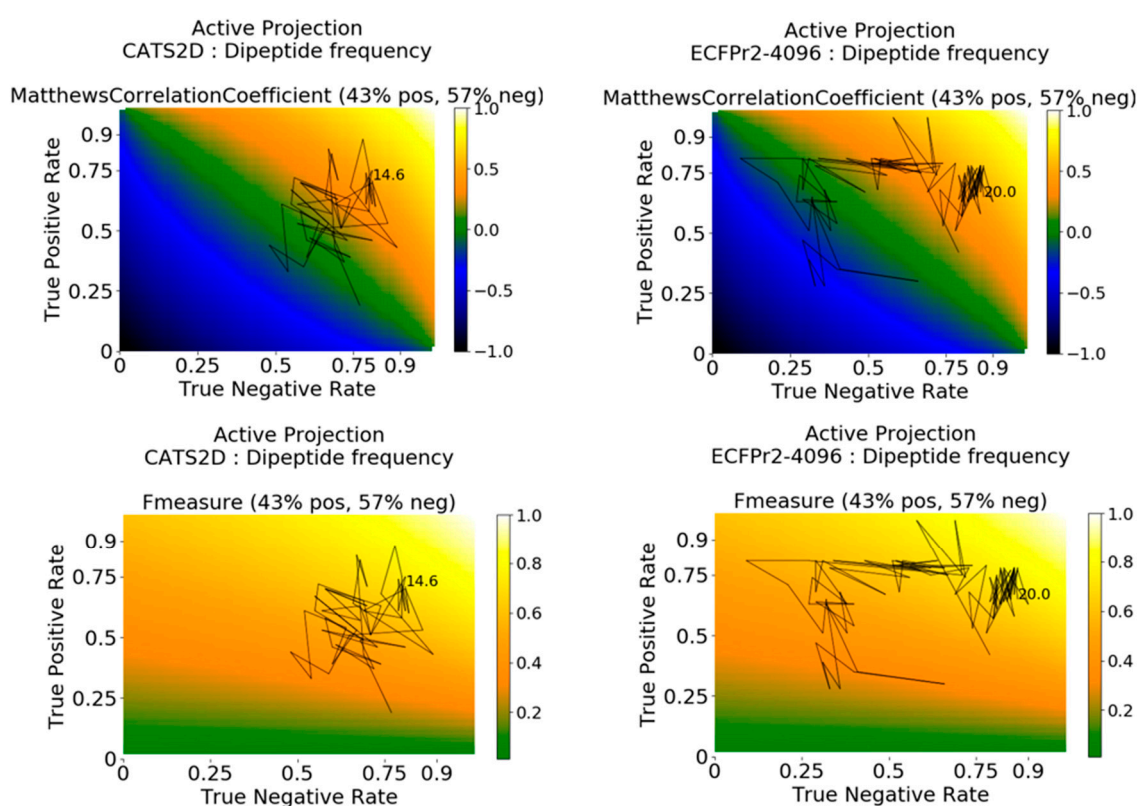 Active Projection
CATS2D : Dipeptide frequency
MatthewsCorrelationCoefficient (43% pos, 57% neg)
1.0
0.5
0.0
−0.5
−1.0
True Positive Rate
0.9
0.75
0.5
0.25
0
14.6
0 0.25 0.5 0.75 0.9
True Negative Rate
Active Projection
ECFPr2-4096 : Dipeptide frequency
MatthewsCorrelationCoefficient (43% pos, 57% neg)
1.0
0.5
0.0
−0.5
−1.0
True Positive Rate
0.9
0.75
0.5
0.25
0
20.0
0 0.25 0.5 0.75 0.9
True Negative Rate
Active Projection
CATS2D : Dipeptide frequency
Fmeasure (43% pos, 57% neg)
1.0
0.8
0.6
0.4
0.2
True Positive Rate
0.9
0.75
0.5
0.25
0
14.6
0 0.25 0.5 0.75 0.9
True Negative Rate
Active Projection
ECFPr2-4096 : Dipeptide frequency
Fmeasure (43% pos, 57% neg)
1.0
0.8
0.6
0.4
0.2
True Positive Rate
0.9
0.75
0.5
0.25
0
20.0
0 0.25 0.5 0.75 0.9
True Negative Rate